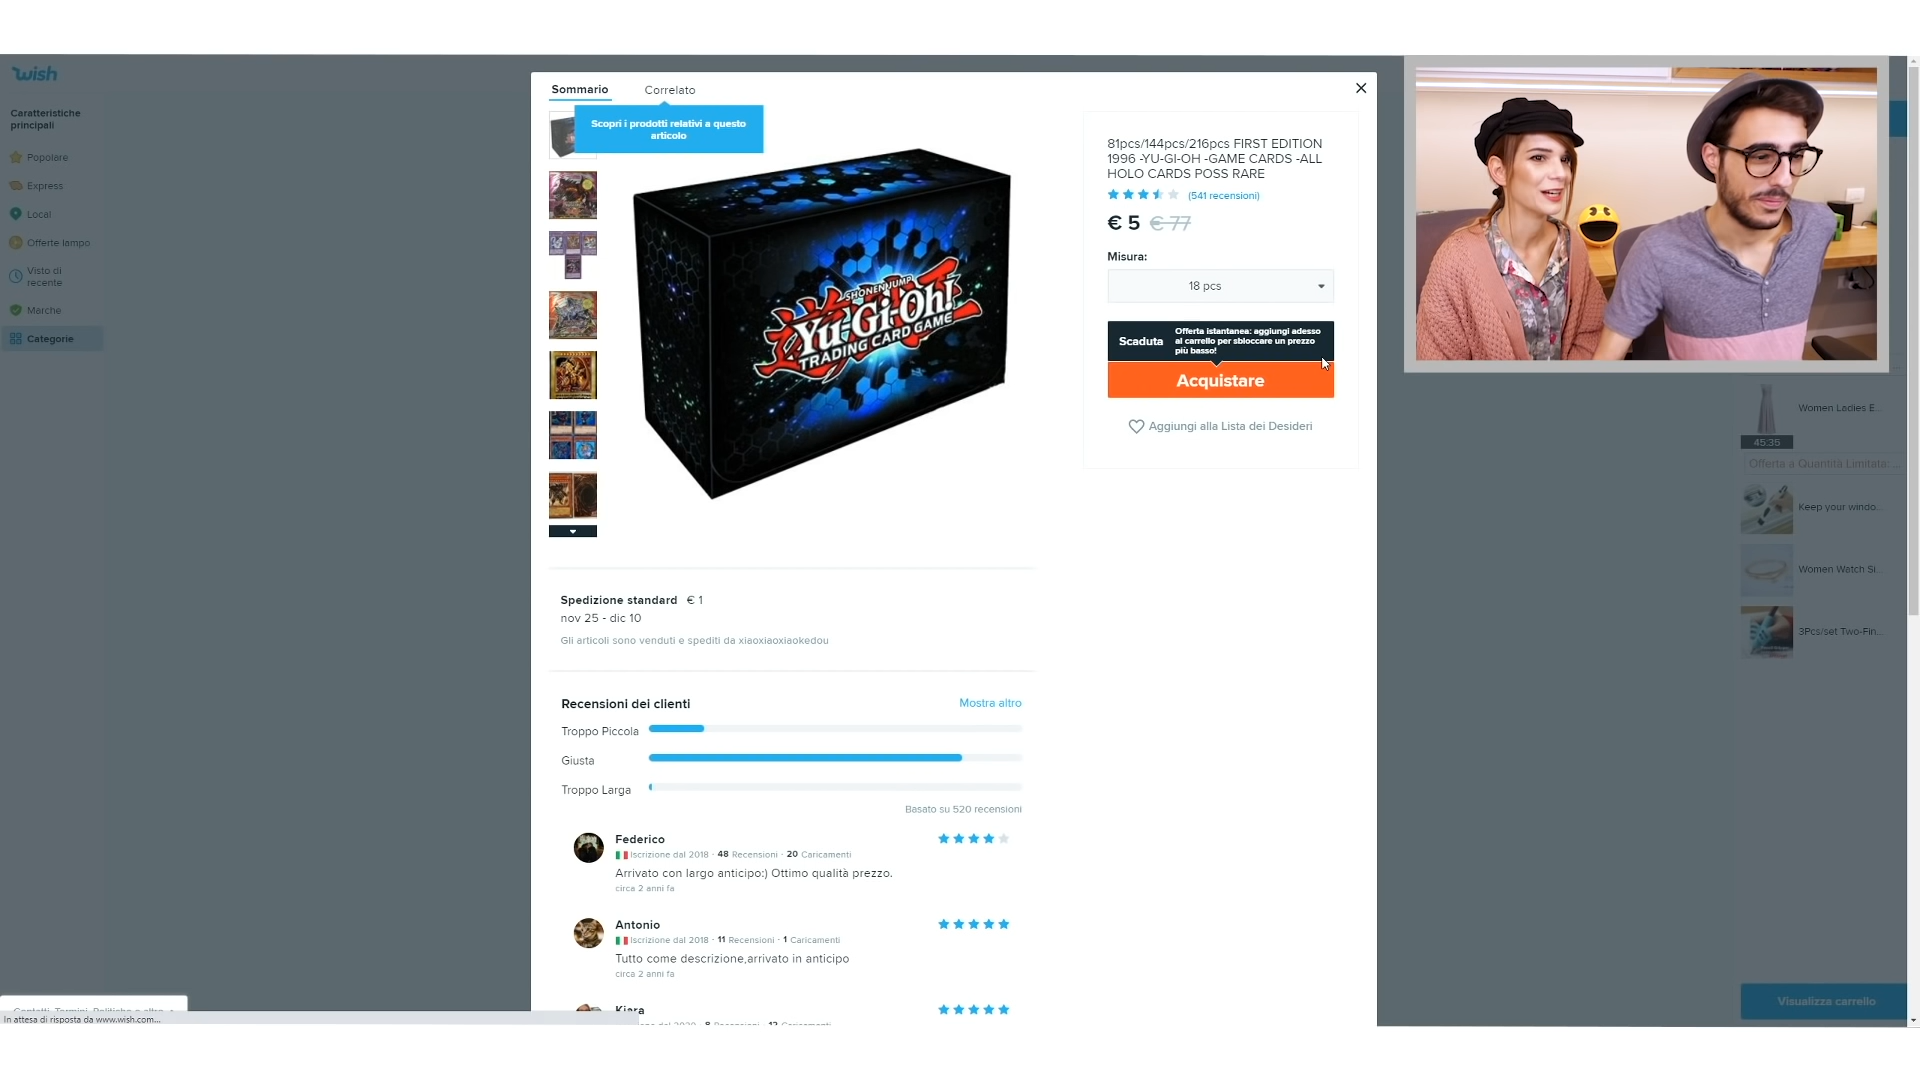 wish
Caratteristiche
principali
Popolare
Express
Local
Offerte lampo
Visto di
recente
Marche
Categorie
Sommario
Correlato
Scopri i prodotti relativi a questo
articolo
SHONEN JUMP
Yu-Gi-Oh!
TRADING CARD GAME
81pcs/144pcs/216pcs FIRST EDITION
1996 -YU-GI-OH -GAME CARDS -ALL
HOLO CARDS POSS RARE
(541 recensioni)
€ 5 € 77
Misura:
18 pcs
Scaduta
Offerta istantanea: aggiungi adesso
al carrello per sbloccare un prezzo
più basso!
Acquistare
Aggiungi alla Lista dei Desideri
Spedizione standard € 1
nov 25 - dic 10
Gli articoli sono venduti e spediti da xiaoxiaoxiaokedou
Recensioni dei clienti
Mostra altro
Troppo Piccola
Giusta
Troppo Larga
Basato su 520 recensioni
Federico
Iscrizione dal 2018 · 48 Recensioni · 20 Caricamenti
Arrivato con largo anticipo:) Ottimo qualità prezzo.
circa 2 anni fa
Antonio
Iscrizione dal 2018 · 11 Recensioni · 1 Caricamenti
Tutto come descrizione,arrivato in anticipo
circa 2 anni fa
Kiara
Women Ladies E...
45:35
Offerta a Quantità Limitata:...
Keep your windo...
Women Watch Si...
3Pcs/set Two-Fin...
Visualizza carrello
In attesa di risposta da www.wish.com...